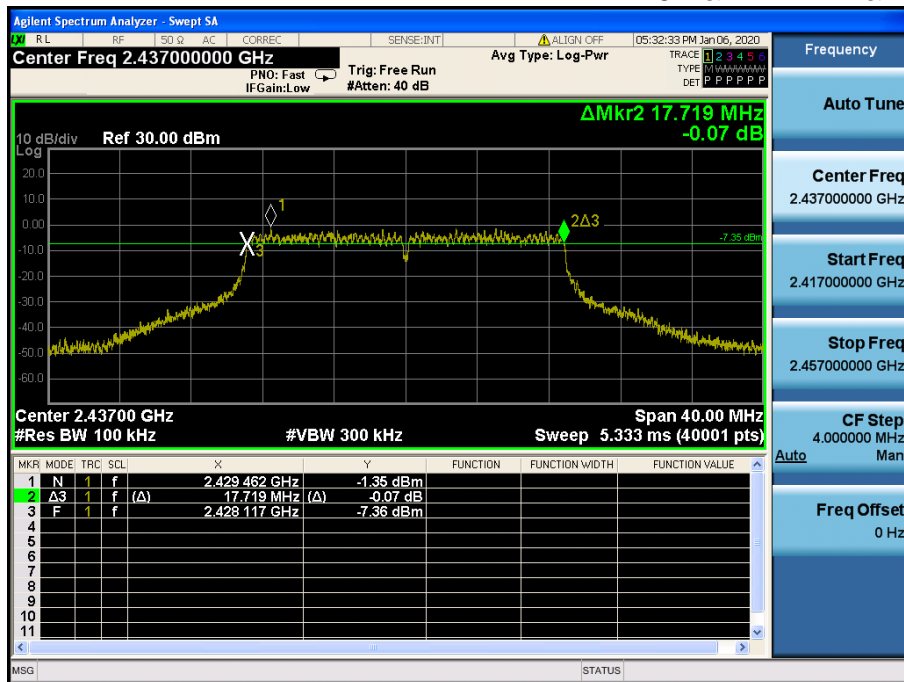 Agilent Spectrum Analyzer - Swept SA
LXI RL RF 50 Ω AC CORREC SENSE:INT ALIGN OFF 05:32:33 PM Jan 06, 2020
Center Freq 2.437000000 GHz
PNO: Fast
IFGain:Low
Trig: Free Run
#Atten: 40 dB
Avg Type: Log-Pwr
TRACE 1 2 3 4 5 6
TYPE M W W W W W
DET P P P P P P
ΔMkr2 17.719 MHz
-0.07 dB
10 dB/div Ref 30.00 dBm
Log
20.0
10.0
0.00
-10.0
-20.0
-30.0
-40.0
-50.0
-60.0
1
X3
2Δ3
-7.35 dBm
Center 2.43700 GHz Span 40.00 MHz
#Res BW 100 kHz #VBW 300 kHz Sweep 5.333 ms (40001 pts)
MKR MODE TRC SCL X Y FUNCTION FUNCTION WIDTH FUNCTION VALUE
1 N 1 f 2.429 462 GHz -1.35 dBm
2 Δ3 1 f (Δ) 17.719 MHz (Δ) -0.07 dB
3 F 1 f 2.428 117 GHz -7.36 dBm
4
5
6
7
8
9
10
11
MSG STATUS
Frequency
Auto Tune
Center Freq
2.437000000 GHz
Start Freq
2.417000000 GHz
Stop Freq
2.457000000 GHz
CF Step
4.000000 MHz
Auto Man
Freq Offset
0 Hz